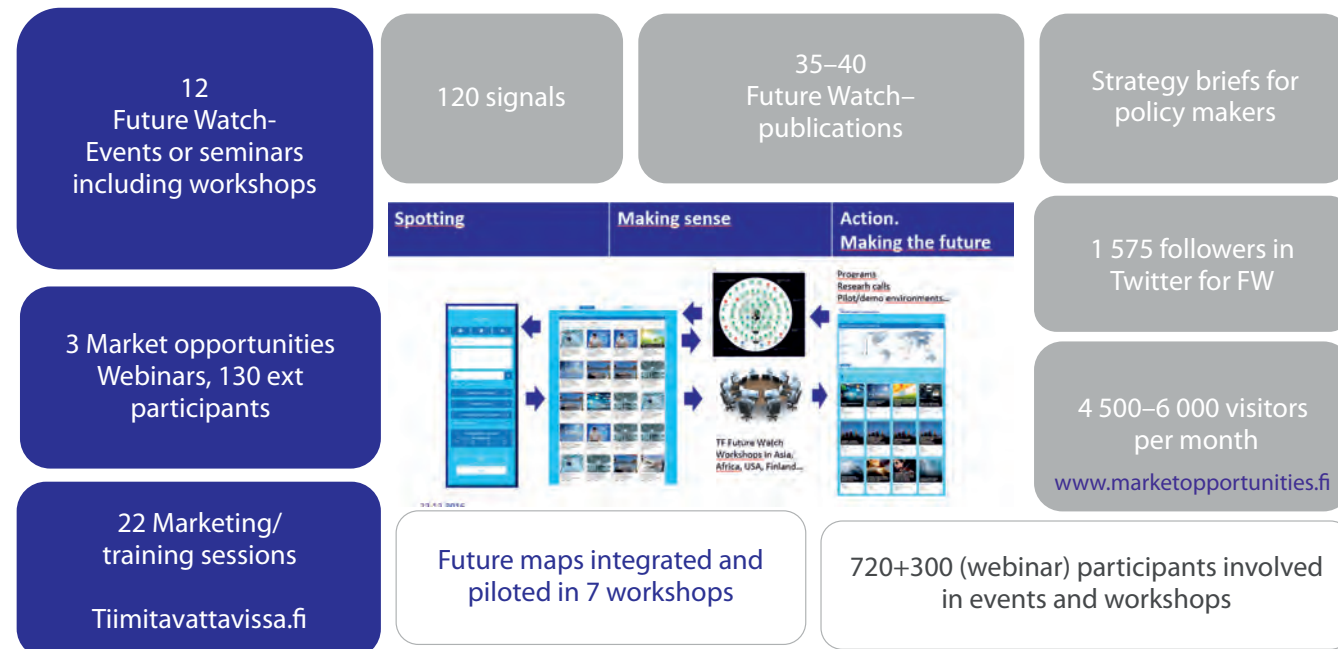 12
Future Watch-
Events or seminars
including workshops
120 signals
35–40
Future Watch–
publications
Strategy briefs for
policy makers
3 Market opportunities
Webinars, 130 ext
participants
22 Marketing/
training sessions
Tiimitavattavissa.fi
Spotting
Making sense
Action.
Making the future
Programs
Researh calls
Pilot/demo environments...
TF Future Watch
Workshops in Asia,
Africa, USA, Finland...
1 575 followers in
Twitter for FW
4 500–6 000 visitors
per month
www.marketopportunities.fi
Future maps integrated and
piloted in 7 workshops
720+300 (webinar) participants involved
in events and workshops